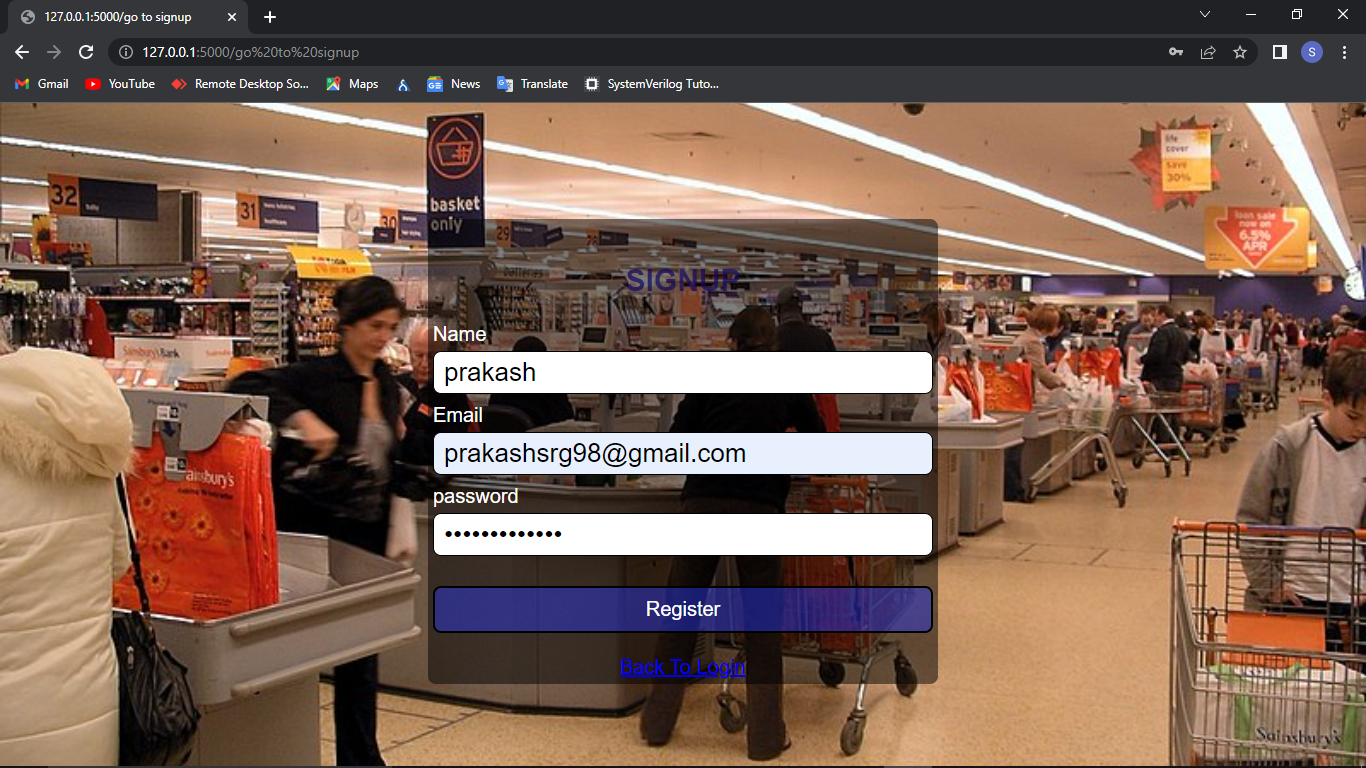 127.0.0.1:5000/go to signup
127.0.0.1:5000/go%20to%20signup
S
Gmail
YouTube
Remote Desktop So...
Maps
News
Translate
SystemVerilog Tuto...
basket
only
32
31
30
29
28
life
cover
save
30%
loan sale
now on
6.5%
APR
SIGNUP
Name
prakash
Email
prakashsrg98@gmail.com
password
•••••••••••••
Register
Back To Login
Sainsbury's Bank
ainsbury's
Sainsbury's